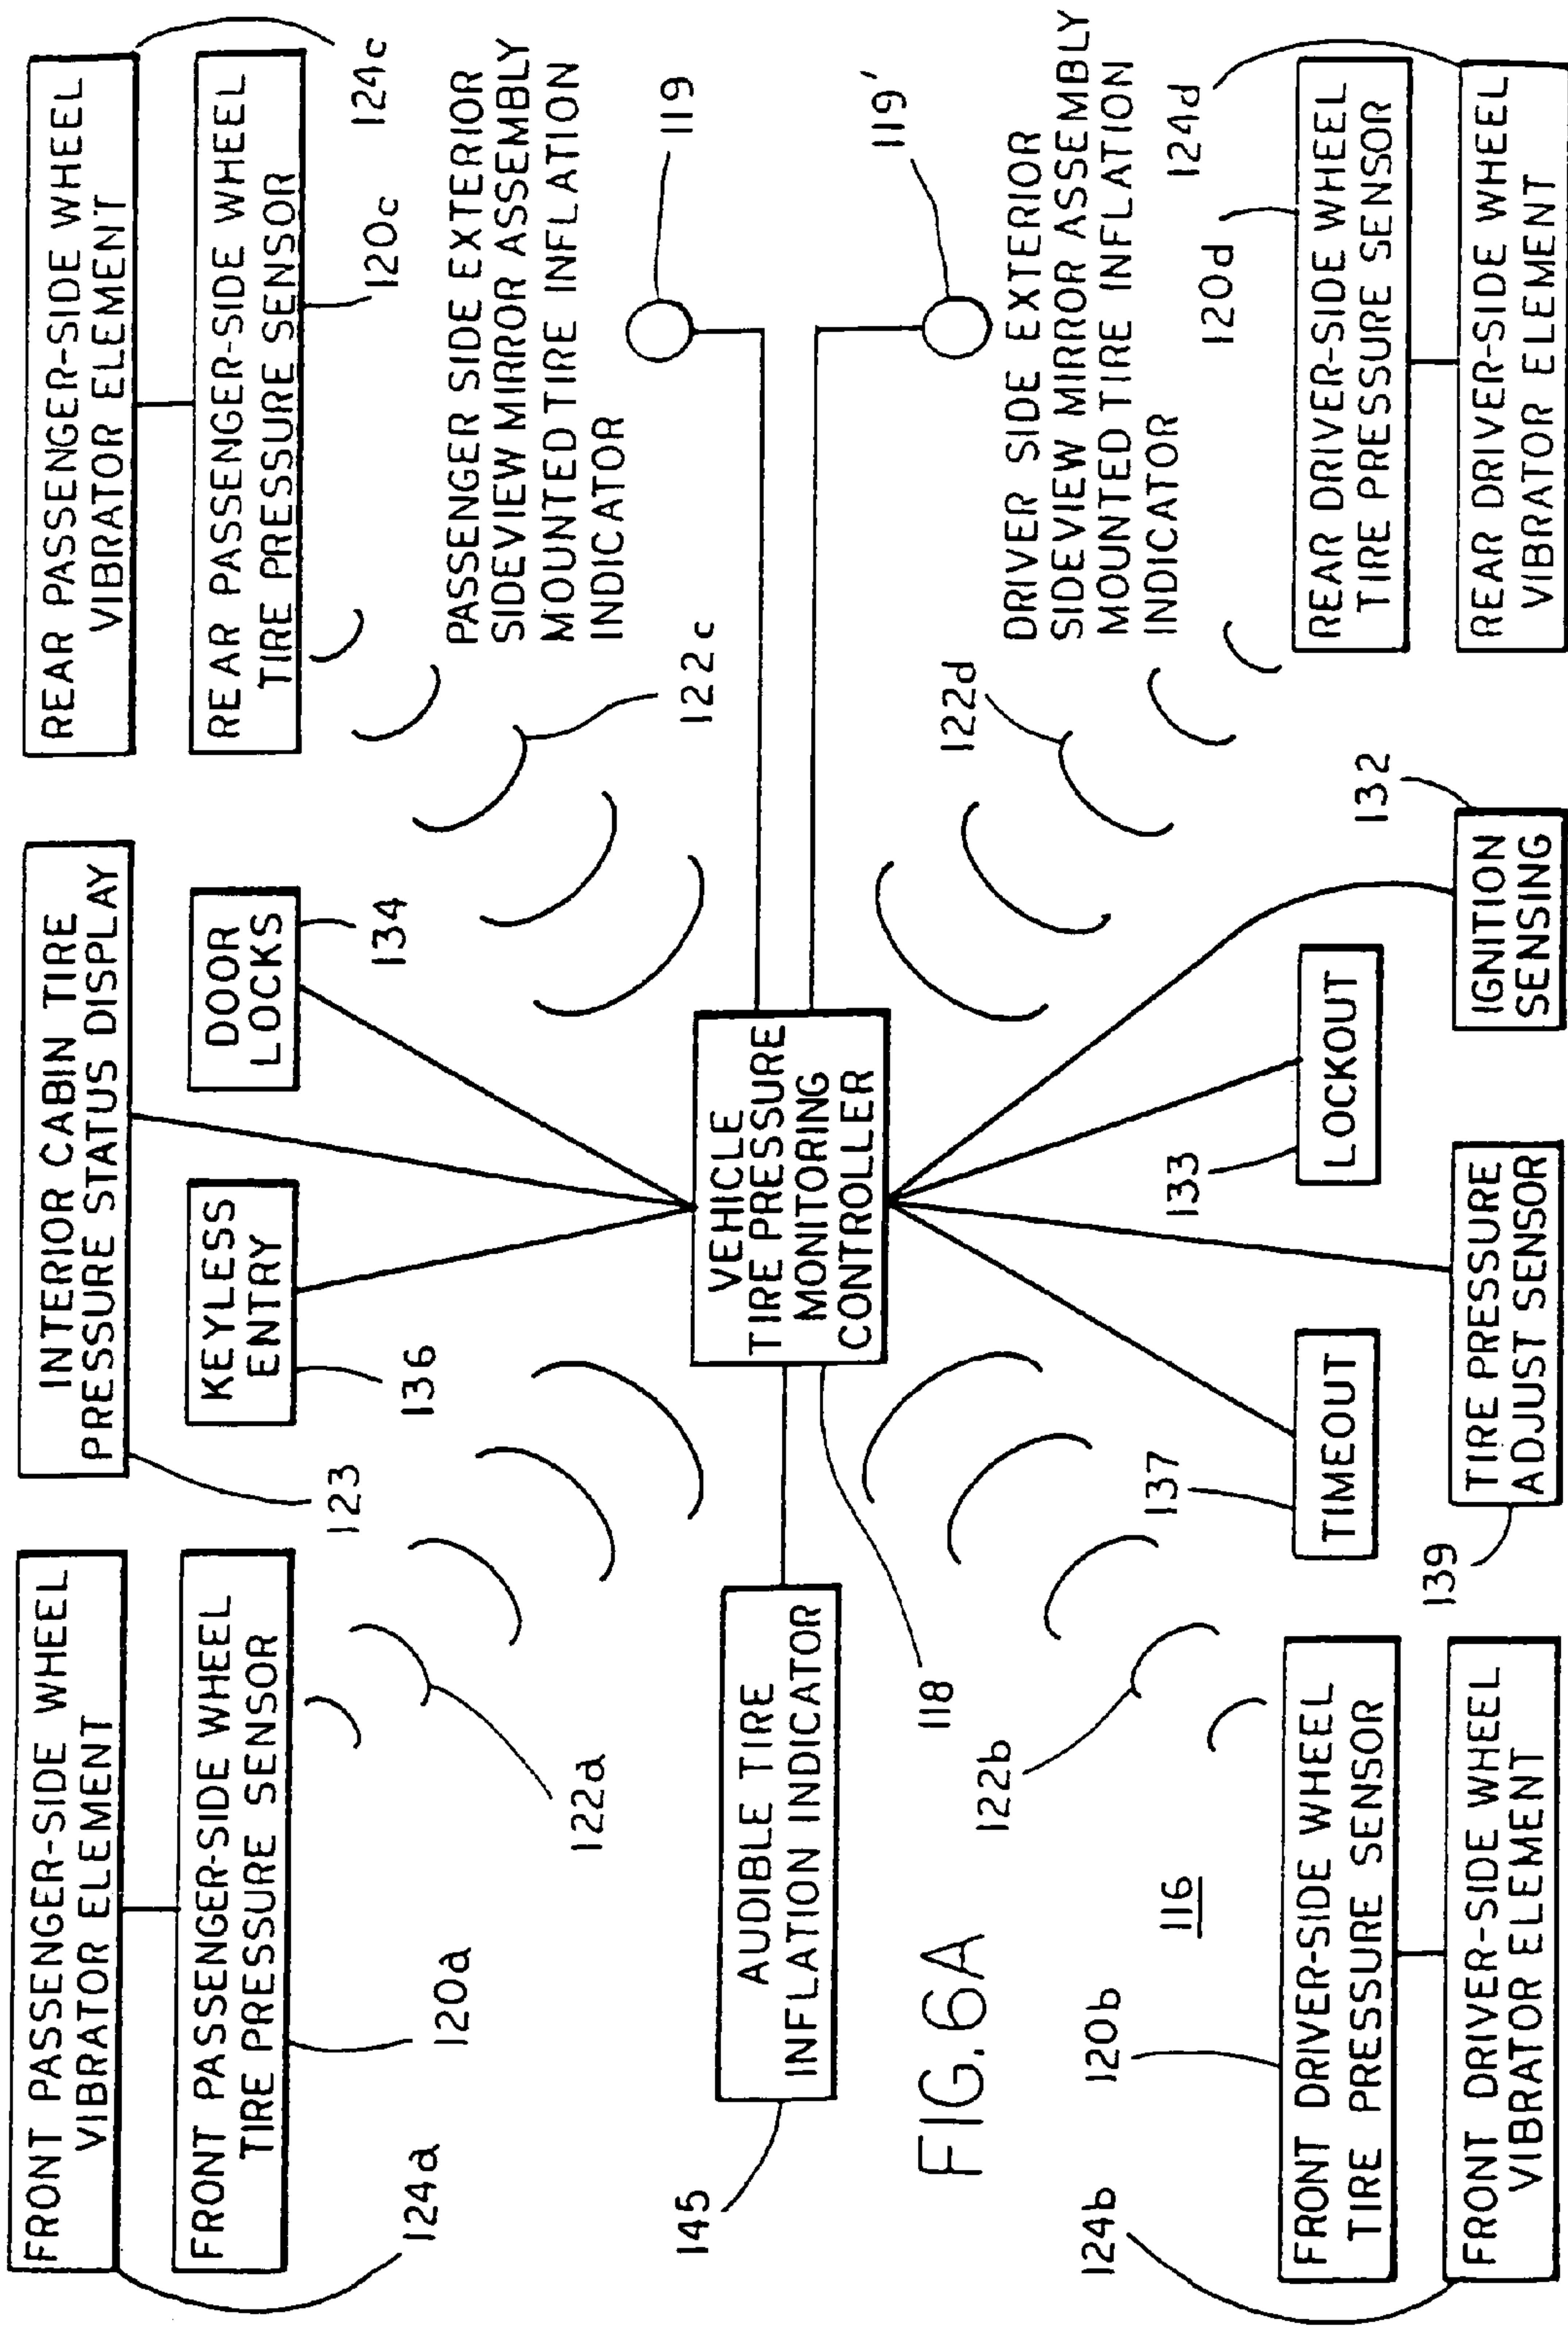 FRONT PASSENGER-SIDE WHEEL
VIBRATOR ELEMENT
FRONT PASSENGER-SIDE WHEEL
TIRE PRESSURE SENSOR
124a
120a
122a
INTERIOR CABIN TIRE
PRESSURE STATUS DISPLAY
123
KEYLESS
ENTRY
136
DOOR
LOCKS
134
REAR PASSENGER-SIDE WHEEL
VIBRATOR ELEMENT
REAR PASSENGER-SIDE WHEEL
TIRE PRESSURE SENSOR
124c
120c
122c
PASSENGER SIDE EXTERIOR
SIDEVIEW MIRROR ASSEMBLY
MOUNTED TIRE INFLATION
INDICATOR
119
AUDIBLE TIRE
INFLATION INDICATOR
145
VEHICLE
TIRE PRESSURE
MONITORING
CONTROLLER
118
119'
DRIVER SIDE EXTERIOR
SIDEVIEW MIRROR ASSEMBLY
MOUNTED TIRE INFLATION
INDICATOR
FIG. 6A
116
122b
120b
124b
FRONT DRIVER-SIDE WHEEL
TIRE PRESSURE SENSOR
FRONT DRIVER-SIDE WHEEL
VIBRATOR ELEMENT
137
TIMEOUT
139
TIRE PRESSURE
ADJUST SENSOR
133
LOCKOUT
132
IGNITION
SENSING
122d
120d
124d
REAR DRIVER-SIDE WHEEL
TIRE PRESSURE SENSOR
REAR DRIVER-SIDE WHEEL
VIBRATOR ELEMENT